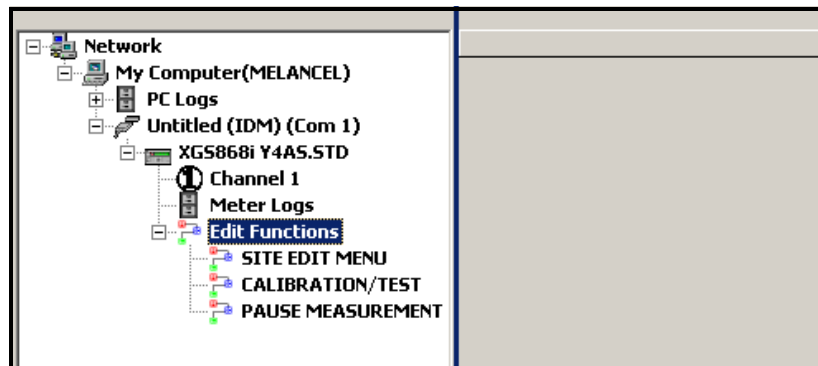 Network
My Computer(MELANCEL)
PC Logs
Untitled (IDM) (Com 1)
XGS868i Y4AS.STD
1 Channel 1
Meter Logs
Edit Functions
SITE EDIT MENU
CALIBRATION/TEST
PAUSE MEASUREMENT